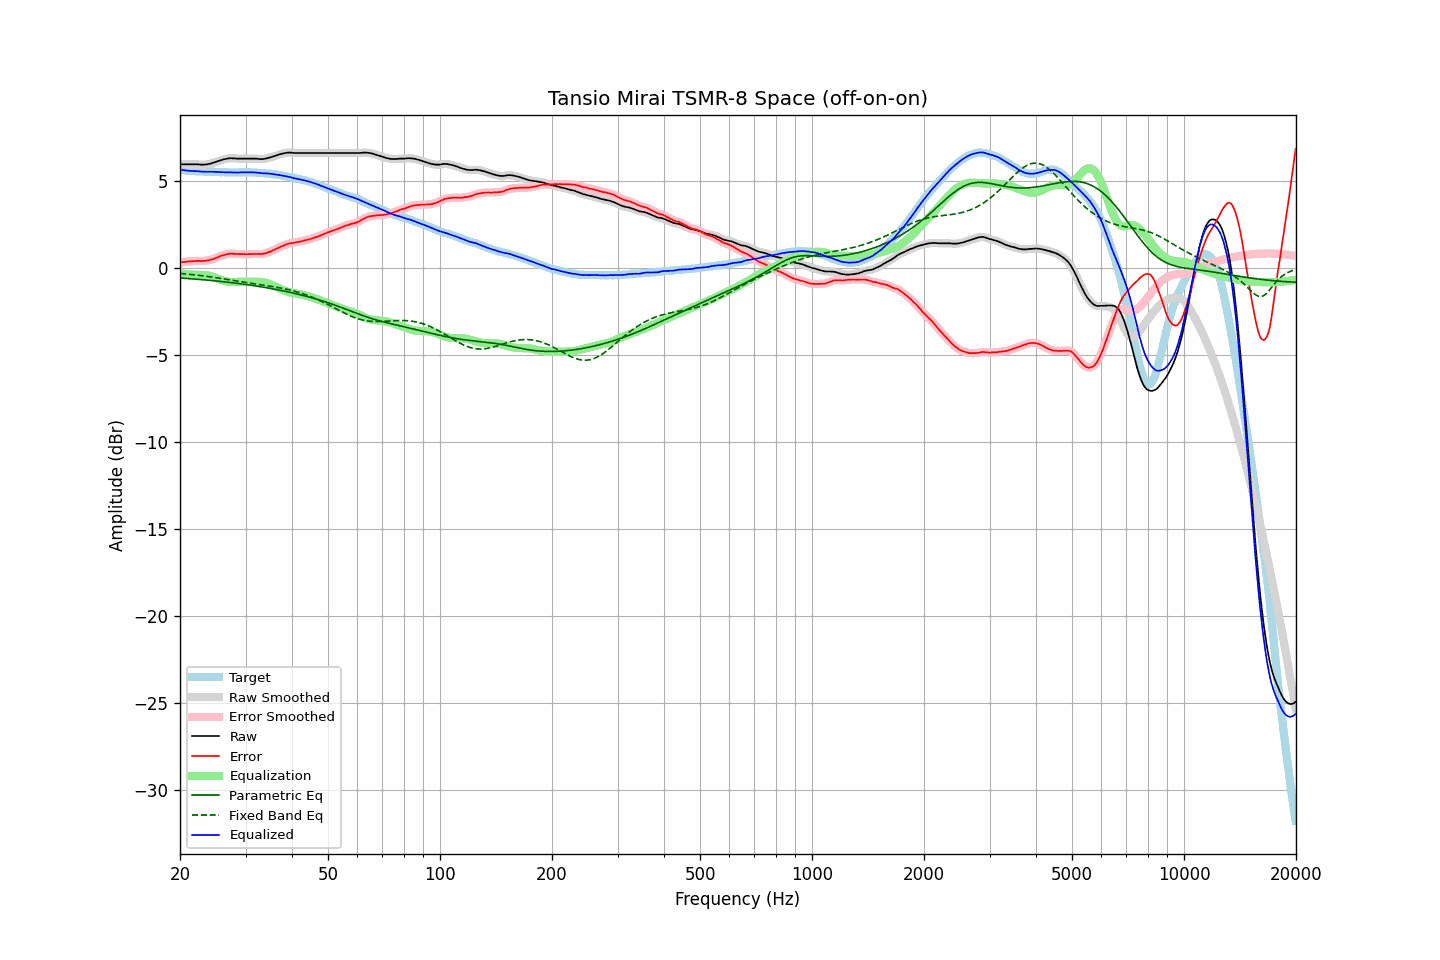 Tansio Mirai TSMR-8 Space (off-on-on)
Amplitude (dBr)
5
0
−5
−10
−15
−20
−25
−30
Target
Raw Smoothed
Error Smoothed
Raw
Error
Equalization
Parametric Eq
Fixed Band Eq
Equalized
20 50 100 200 500 1000 2000 5000 10000 20000
Frequency (Hz)